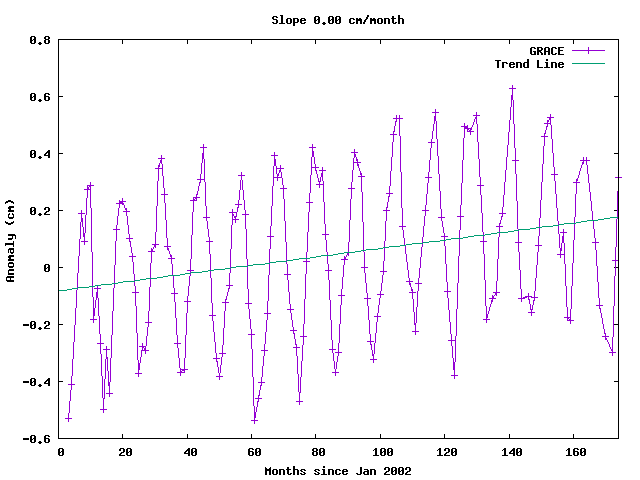 Slope 0.00 cm/month
GRACE
Trend Line
0.8
0.6
0.4
0.2
0
-0.2
-0.4
-0.6
Anomaly (cm)
0 20 40 60 80 100 120 140 160
Months since Jan 2002